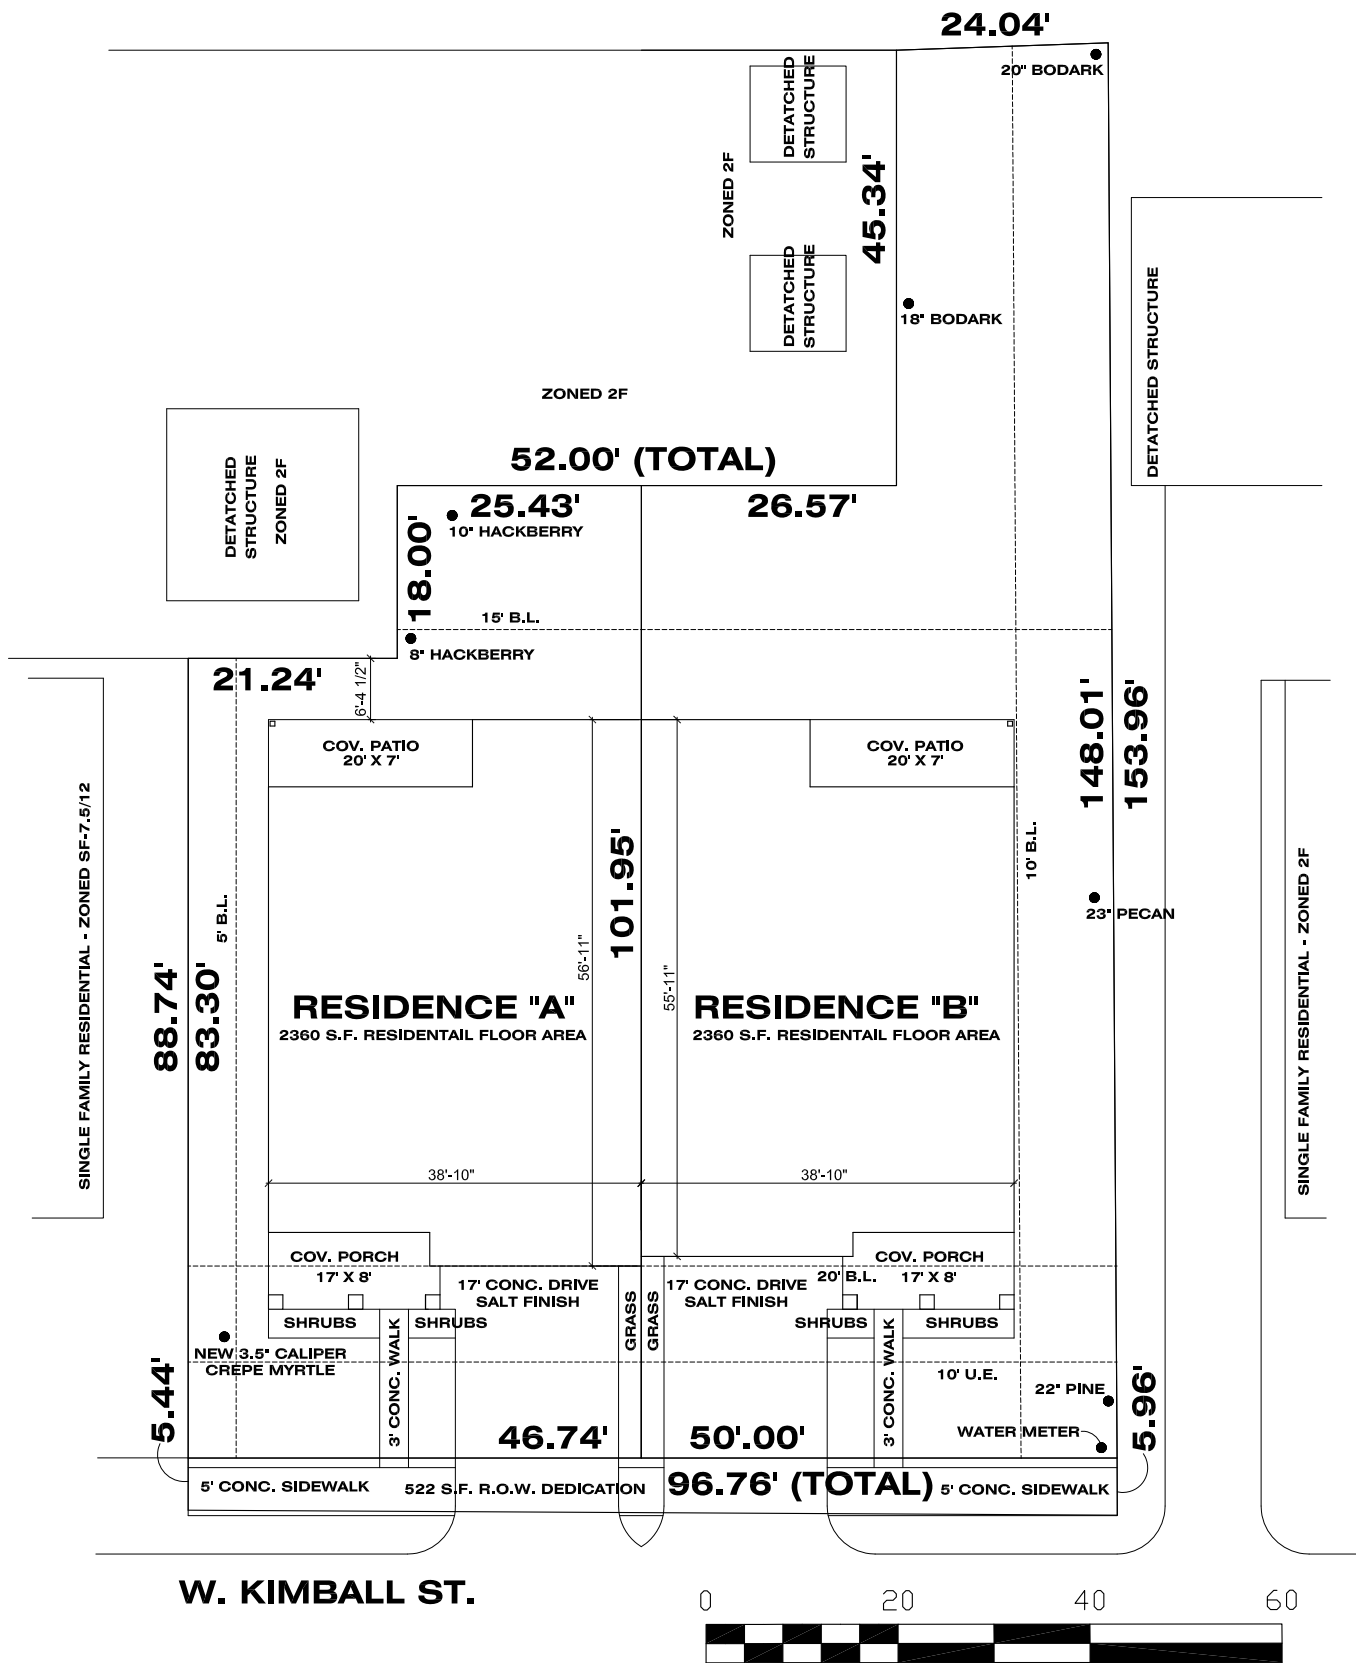 24.04'
20" BODARK
DETATCHED
STRUCTURE
ZONED 2F
45.34'
DETATCHED
STRUCTURE
18" BODARK
DETATCHED STRUCTURE
ZONED 2F
52.00' (TOTAL)
DETATCHED
STRUCTURE
ZONED 2F
25.43'
26.57'
10" HACKBERRY
18.00'
15' B.L.
8" HACKBERRY
21.24'
6'-4 1/2"
COV. PATIO
20' X 7'
COV. PATIO
20' X 7'
148.01'
153.96'
SINGLE FAMILY RESIDENTIAL - ZONED SF-7.5/12
5' B.L.
101.95'
10' B.L.
23" PECAN
56'-11"
55'-11"
88.74'
83.30'
RESIDENCE "A"
2360 S.F. RESIDENTAIL FLOOR AREA
RESIDENCE "B"
2360 S.F. RESIDENTAIL FLOOR AREA
SINGLE FAMILY RESIDENTIAL - ZONED 2F
38'-10"
38'-10"
COV. PORCH
17' X 8'
17' CONC. DRIVE
SALT FINISH
17' CONC. DRIVE
SALT FINISH
20' B.L.
COV. PORCH
17' X 8'
GRASS
GRASS
SHRUBS
SHRUBS
SHRUBS
SHRUBS
NEW 3.5" CALIPER
CREPE MYRTLE
3' CONC. WALK
3' CONC. WALK
10' U.E.
22" PINE
WATER METER
5.44'
5.96'
46.74'
50'.00'
5' CONC. SIDEWALK
522 S.F. R.O.W. DEDICATION
96.76' (TOTAL)
5' CONC. SIDEWALK
W. KIMBALL ST.
0 20 40 60